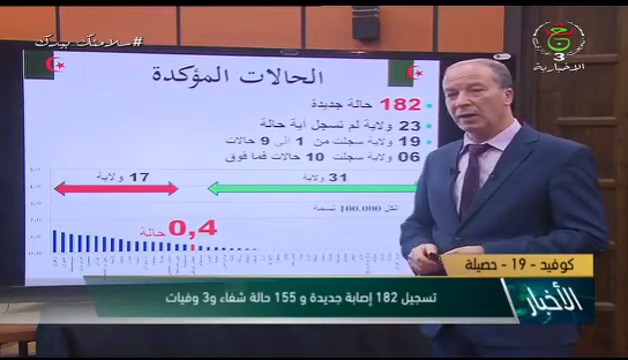 #سلامتك_بيدك
3
الإخبارية
الحالات المؤكدة
182 حالة جديدة
23 ولاية لم تسجل أية حالة
19 ولاية سجلت من 1 إلى 9 حالات
06 ولاية سجلت 10 حالات فما فوق
31 ولاية
17 ولاية
لكل 100,000 نسمة
0,4 حالة
كوفيد - 19 - حصيلة
الأخبار
تسجيل 182 إصابة جديدة و 155 حالة شفاء و3 وفيات